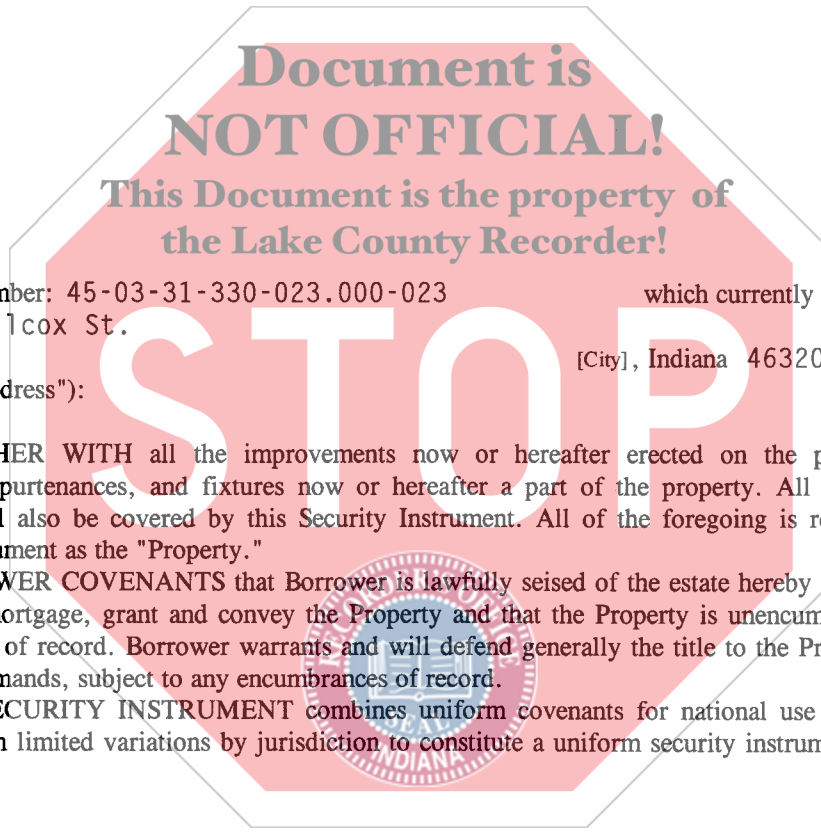 Document is
NOT OFFICIAL!
This Document is the property of
the Lake County Recorder!
nber: 45-03-31-330-023.000-023 which currently
lcox St.
[City], Indiana 46320
dress"):
STOP
HER WITH all the improvements now or hereafter erected on the p
purtenances, and fixtures now or hereafter a part of the property. All
l also be covered by this Security Instrument. All of the foregoing is r
ument as the "Property."
WER COVENANTS that Borrower is lawfully seised of the estate hereby
ortgage, grant and convey the Property and that the Property is unencum
of record. Borrower warrants and will defend generally the title to the Pr
mands, subject to any encumbrances of record.
ECURITY INSTRUMENT combines uniform covenants for national use
n limited variations by jurisdiction to constitute a uniform security instrum
RECORDER'S OFFICE
SEAL
INDIANA